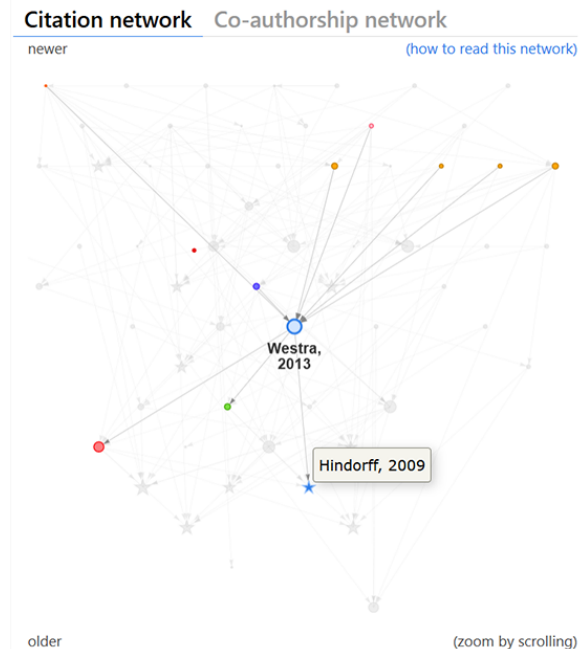 Citation network Co-authorship network
newer (how to read this network)
Westra,
2013
Hindorff, 2009
older (zoom by scrolling)